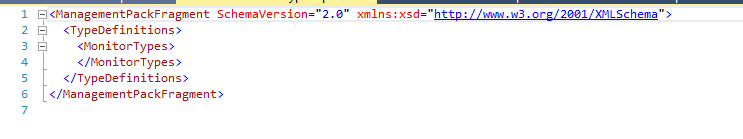 1 <ManagementPackFragment SchemaVersion="2.0" xmlns:xsd="http://www.w3.org/2001/XMLSchema">
2 <TypeDefinitions>
3 <MonitorTypes>
4 </MonitorTypes>
5 </TypeDefinitions>
6 </ManagementPackFragment>
7